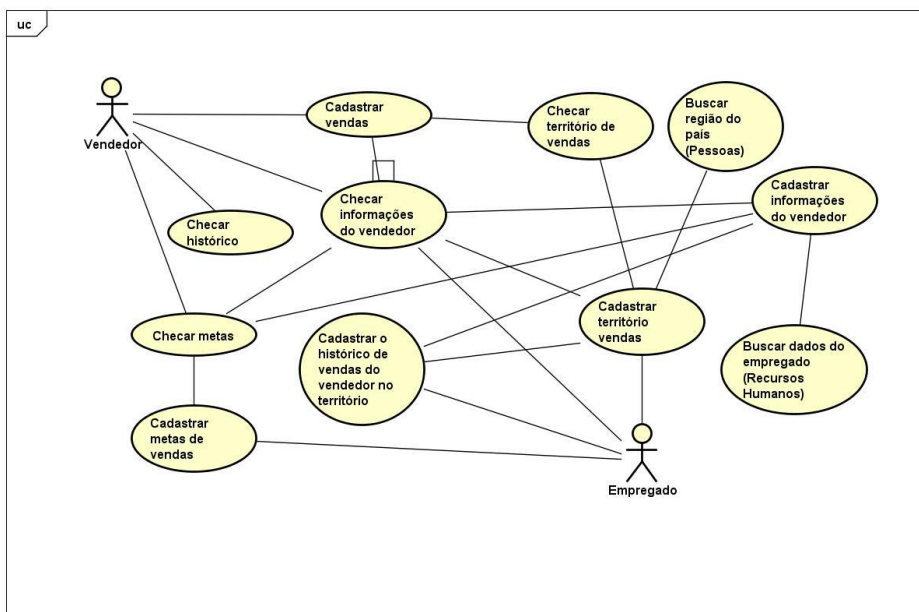 uc
Vendedor
Cadastrar
vendas
Checar
território de
vendas
Buscar
região do
país
(Pessoas)
Checar
histórico
Checar
informações
do vendedor
Cadastrar
informações
do vendedor
Checar metas
Cadastrar o
histórico de
vendas do
vendedor no
território
Cadastrar
território
vendas
Buscar dados do
empregado
(Recursos
Humanos)
Cadastrar
metas de
vendas
Empregado